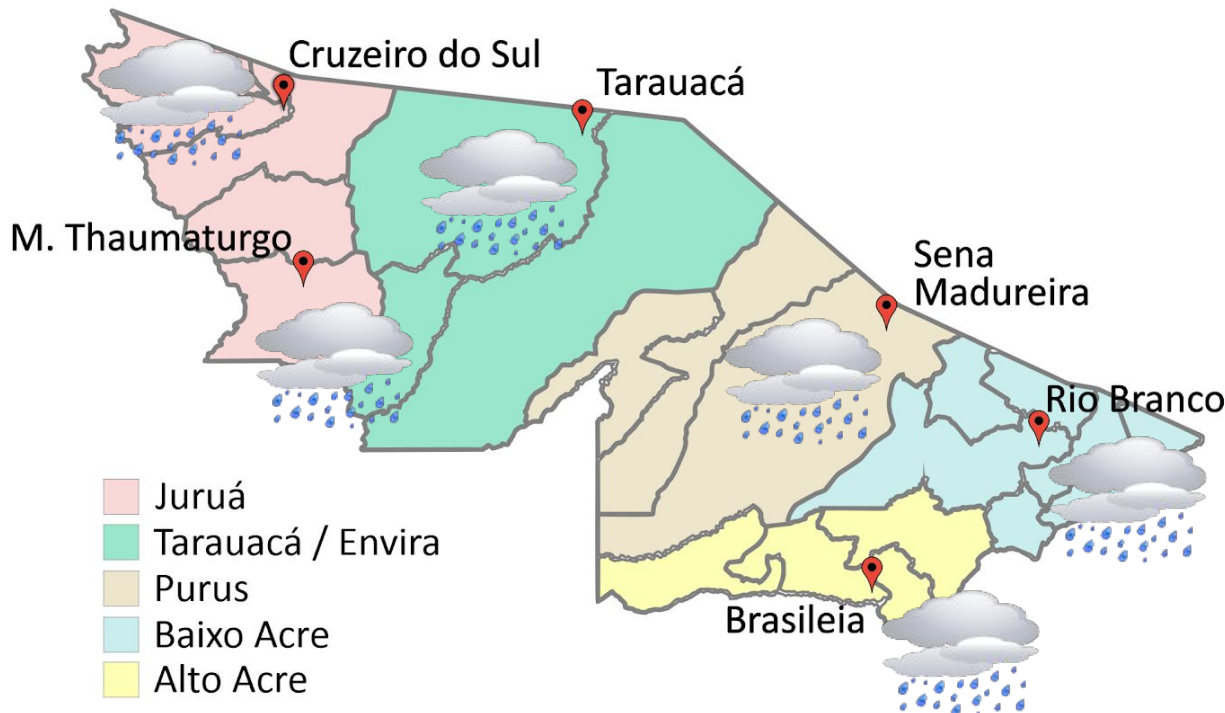 Cruzeiro do Sul
Tarauacá
M. Thaumaturgo
Sena
Madureira
Rio Branco
Brasileia
Juruá
Tarauacá / Envira
Purus
Baixo Acre
Alto Acre